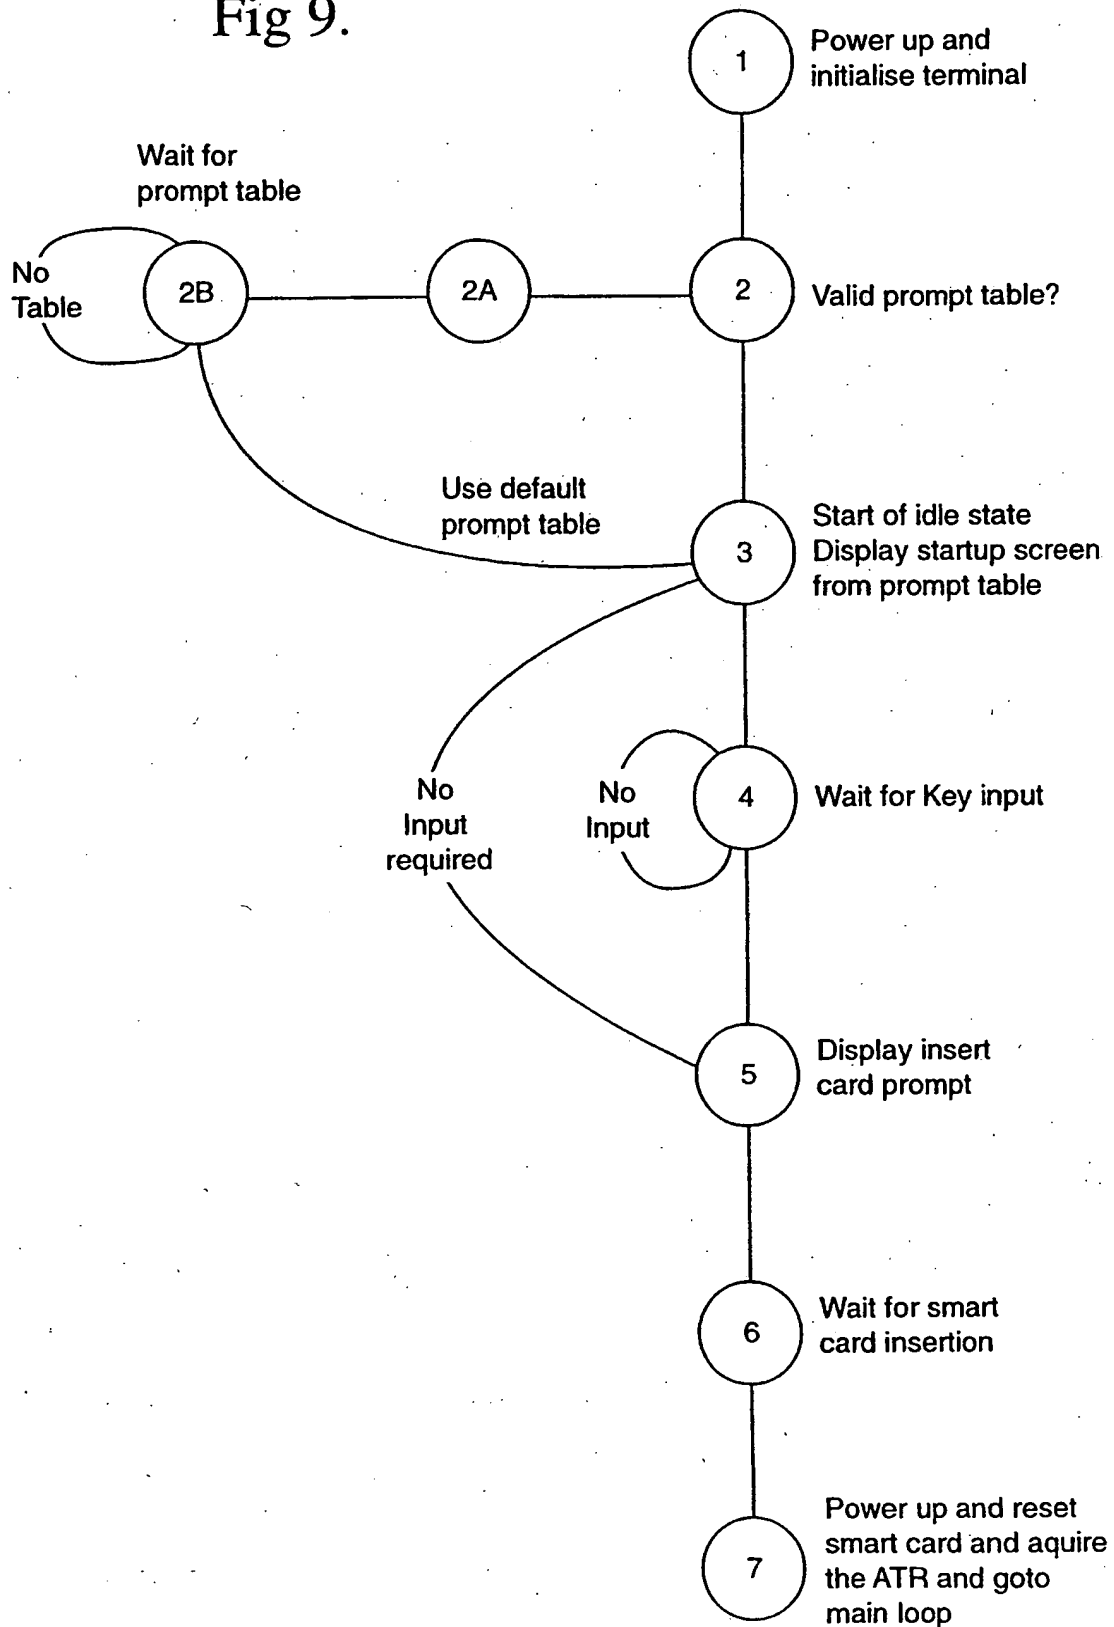 Fig 9.
1
Power up and
initialise terminal
Wait for
prompt table
No
Table
2B
2A
2
Valid prompt table?
Use default
prompt table
3
Start of idle state
Display startup screen
from prompt table
No
Input
required
No
Input
4
Wait for Key input
5
Display insert
card prompt
6
Wait for smart
card insertion
7
Power up and reset
smart card and aquire
the ATR and goto
main loop